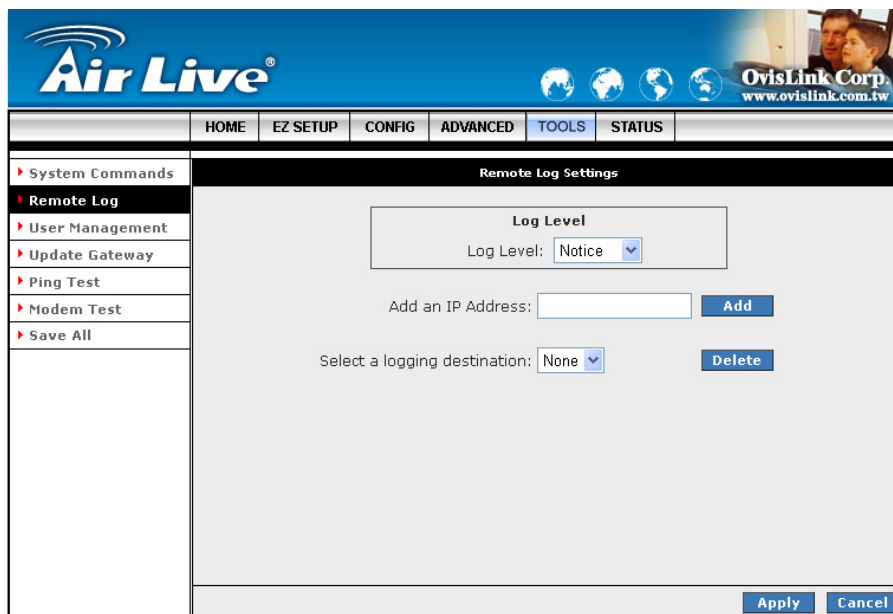 Air Live®
OvisLink Corp.
www.ovislink.com.tw
HOME EZ SETUP CONFIG ADVANCED TOOLS STATUS
System Commands
Remote Log
User Management
Update Gateway
Ping Test
Modem Test
Save All
Remote Log Settings
Log Level
Log Level: Notice
Add an IP Address: Add
Select a logging destination: None Delete
Apply Cancel